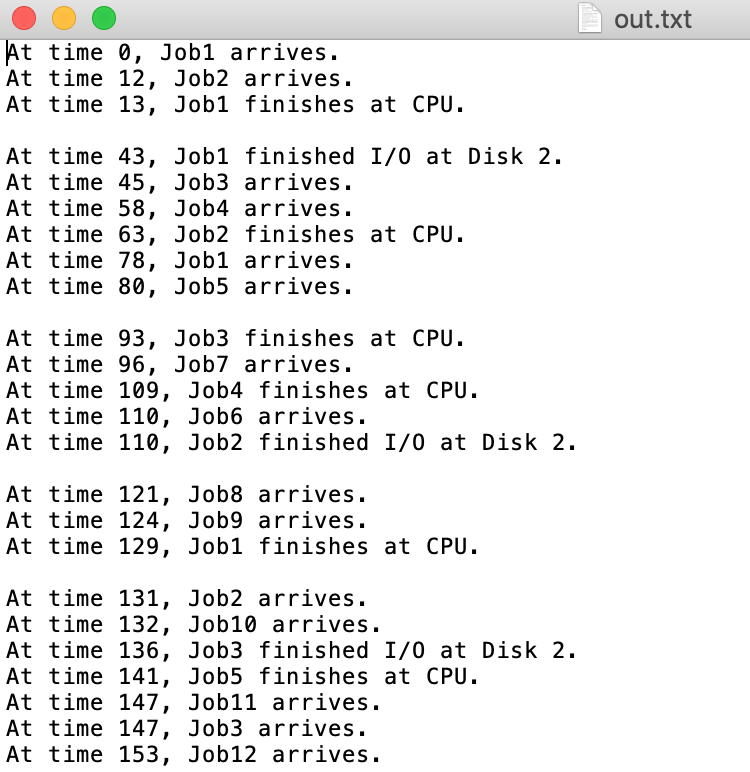 out.txt
At time 0, Job1 arrives.
At time 12, Job2 arrives.
At time 13, Job1 finishes at CPU.
At time 43, Job1 finished I/O at Disk 2.
At time 45, Job3 arrives.
At time 58, Job4 arrives.
At time 63, Job2 finishes at CPU.
At time 78, Job1 arrives.
At time 80, Job5 arrives.
At time 93, Job3 finishes at CPU.
At time 96, Job7 arrives.
At time 109, Job4 finishes at CPU.
At time 110, Job6 arrives.
At time 110, Job2 finished I/O at Disk 2.
At time 121, Job8 arrives.
At time 124, Job9 arrives.
At time 129, Job1 finishes at CPU.
At time 131, Job2 arrives.
At time 132, Job10 arrives.
At time 136, Job3 finished I/O at Disk 2.
At time 141, Job5 finishes at CPU.
At time 147, Job11 arrives.
At time 147, Job3 arrives.
At time 153, Job12 arrives.